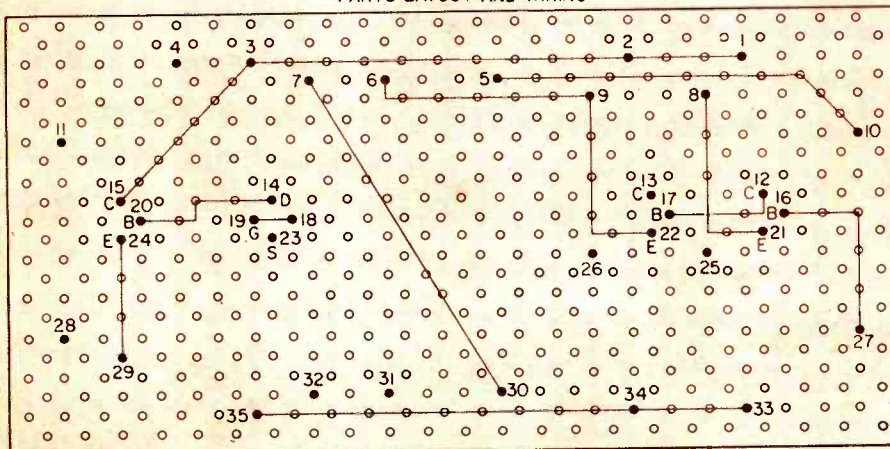 PARTS LAYOUT AND WIRING
4 3 2 1
7 6 5 9 8 10
11
15 14 13 12
C 20 D C 17 C 16
B 19 18 B B
E 24 G 23 E 22 21
S 26 25 E
28 27
29 32 31 30 34
35 33